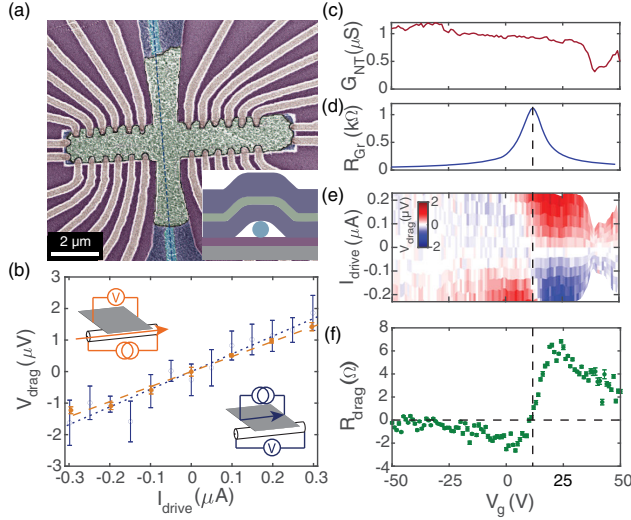 (a)
2 μm
(b)
V_drag (μV)
3
2
1
0
-1
-2
-3
V
V
-0.3 -0.2 -0.1 0 0.1 0.2 0.3
I_drive (μA)
(c)
G_NT (μS)
1
0
(d)
R_Gr (kΩ)
1
0.5
0
(e)
I_drive (μA)
0.2
0.1
0
-0.1
-0.2
V_drag (μV)
2
0
-2
(f)
R_drag (Ω)
8
6
4
2
0
-2
-4
-50 -25 0 25 50
V_g (V)